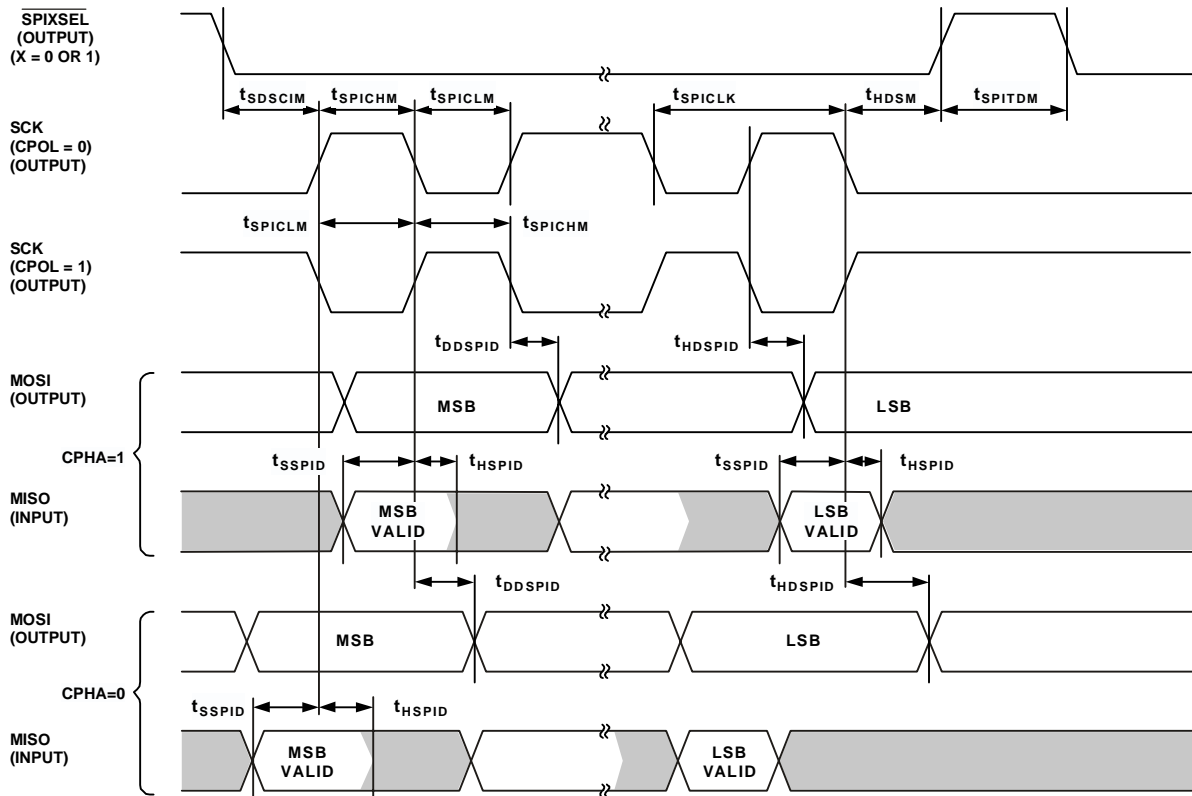 SPIXSEL
(OUTPUT)
(X = 0 OR 1)
tSDSCIM tSPICHM tSPICLM tSPICLK tHDSM tSPITDM
SCK
(CPOL = 0)
(OUTPUT)
tSPICLM tSPICHM
SCK
(CPOL = 1)
(OUTPUT)
tDDSPID tHDSPID
CPHA=1
MOSI
(OUTPUT)
MSB LSB
tSSPID tHSPID tSSPID tHSPID
MISO
(INPUT)
MSB
VALID
LSB
VALID
tDDSPID tHDSPID
CPHA=0
MOSI
(OUTPUT)
MSB LSB
tSSPID tHSPID
MISO
(INPUT)
MSB
VALID
LSB
VALID